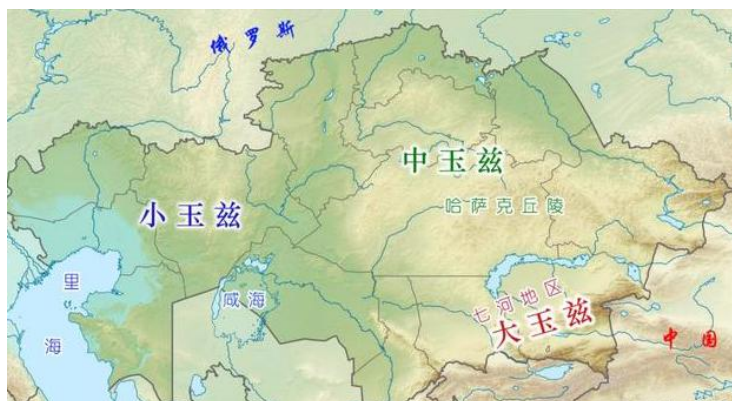 俄罗斯
中玉兹
小玉兹
哈萨克丘陵
里海
咸海
七河地区
大玉兹
中国